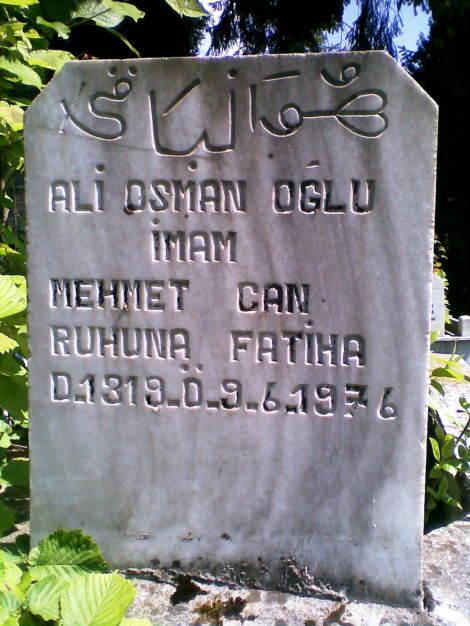 هو الباقي
ALİ OSMAN OĞLU
İMAM
MEHMET CAN
RUHUNA FATİHA
D.1319.Ö.9.6.1976